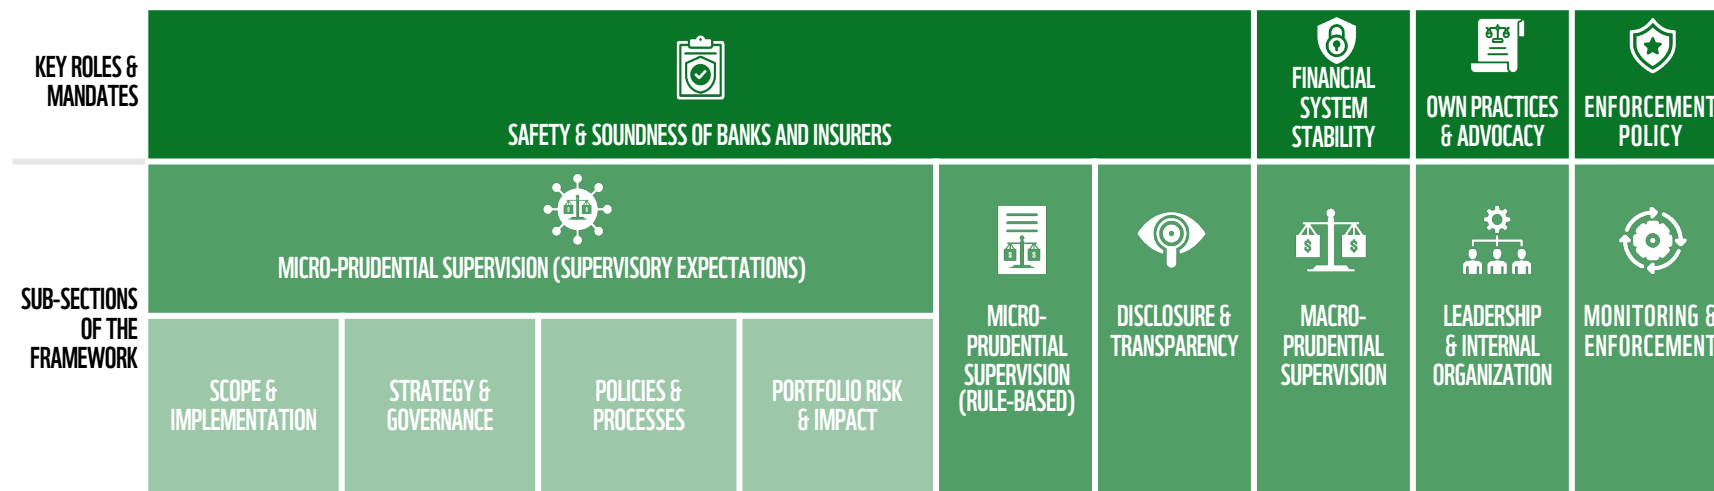 KEY ROLES &
MANDATES
SAFETY & SOUNDNESS OF BANKS AND INSURERS
FINANCIAL
SYSTEM
STABILITY
OWN PRACTICES
& ADVOCACY
ENFORCEMENT
POLICY
SUB-SECTIONS
OF THE
FRAMEWORK
MICRO-PRUDENTIAL SUPERVISION (SUPERVISORY EXPECTATIONS)
SCOPE &
IMPLEMENTATION
STRATEGY &
GOVERNANCE
POLICIES &
PROCESSES
PORTFOLIO RISK
& IMPACT
MICRO-
PRUDENTIAL
SUPERVISION
(RULE-BASED)
DISCLOSURE &
TRANSPARENCY
$ $
MACRO-
PRUDENTIAL
SUPERVISION
LEADERSHIP
& INTERNAL
ORGANIZATION
MONITORING &
ENFORCEMENT